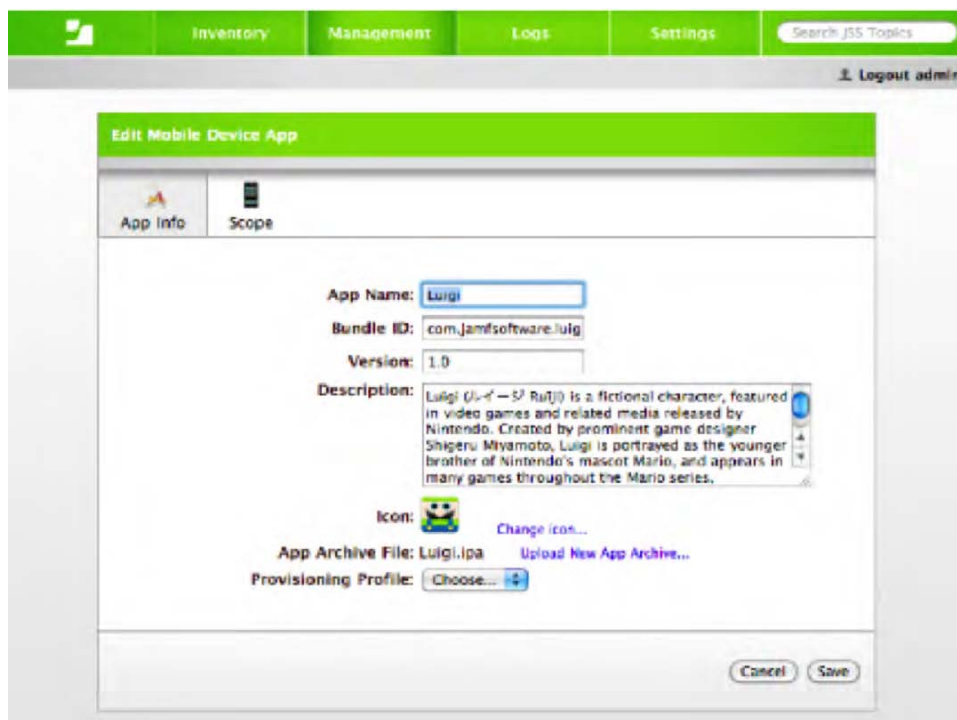 Inventory Management Logs Settings Search JSS Topics
Logout admin
Edit Mobile Device App
App Info Scope
App Name: Luigi
Bundle ID: com.jamfsoftware.luig
Version: 1.0
Description: Luigi (ルイージ Ruījī) is a fictional character, featured
in video games and related media released by
Nintendo. Created by prominent game designer
Shigeru Miyamoto, Luigi is portrayed as the younger
brother of Nintendo's mascot Mario, and appears in
many games throughout the Mario series.
Icon: Change icon...
App Archive File: Luigi.ipa Upload New App Archive...
Provisioning Profile: Choose...
Cancel Save